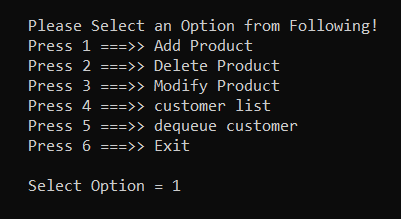 Please Select an Option from Following!
Press 1 ===>> Add Product
Press 2 ===>> Delete Product
Press 3 ===>> Modify Product
Press 4 ===>> customer list
Press 5 ===>> dequeue customer
Press 6 ===>> Exit
Select Option = 1